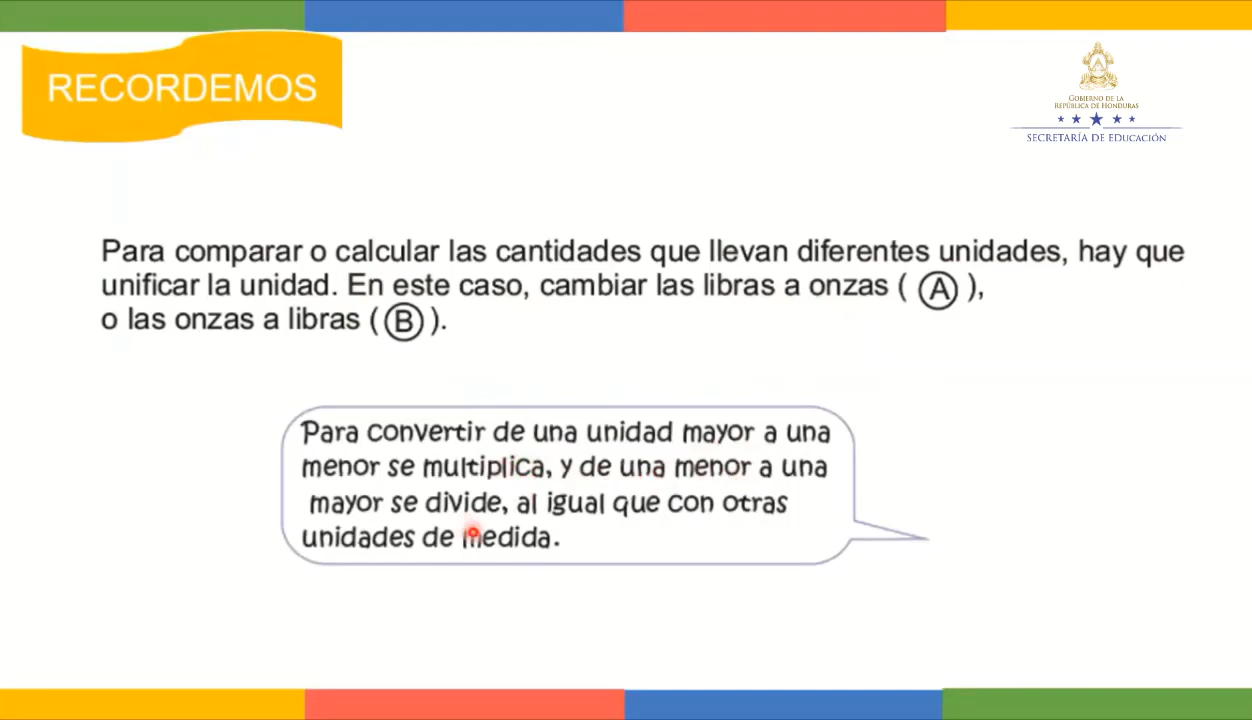 RECORDEMOS
GOBIERNO DE LA
REPÚBLICA DE HONDURAS
SECRETARÍA DE EDUCACIÓN
Para comparar o calcular las cantidades que llevan diferentes unidades, hay que
unificar la unidad. En este caso, cambiar las libras a onzas ( Ⓐ ),
o las onzas a libras ( Ⓑ ).
Para convertir de una unidad mayor a una
menor se multiplica, y de una menor a una
mayor se divide, al igual que con otras
unidades de medida.